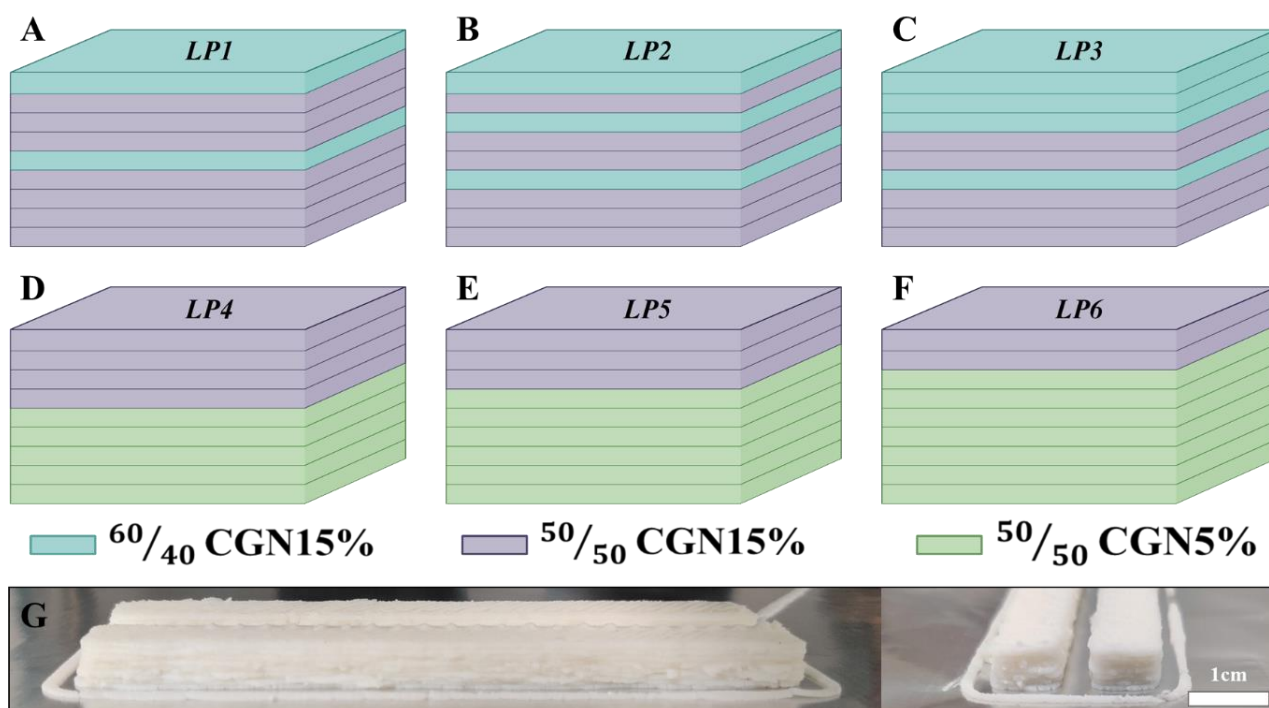 A
LP1
B
LP2
C
LP3
D
LP4
E
LP5
F
LP6
60/40 CGN15%
50/50 CGN15%
50/50 CGN5%
G
1cm